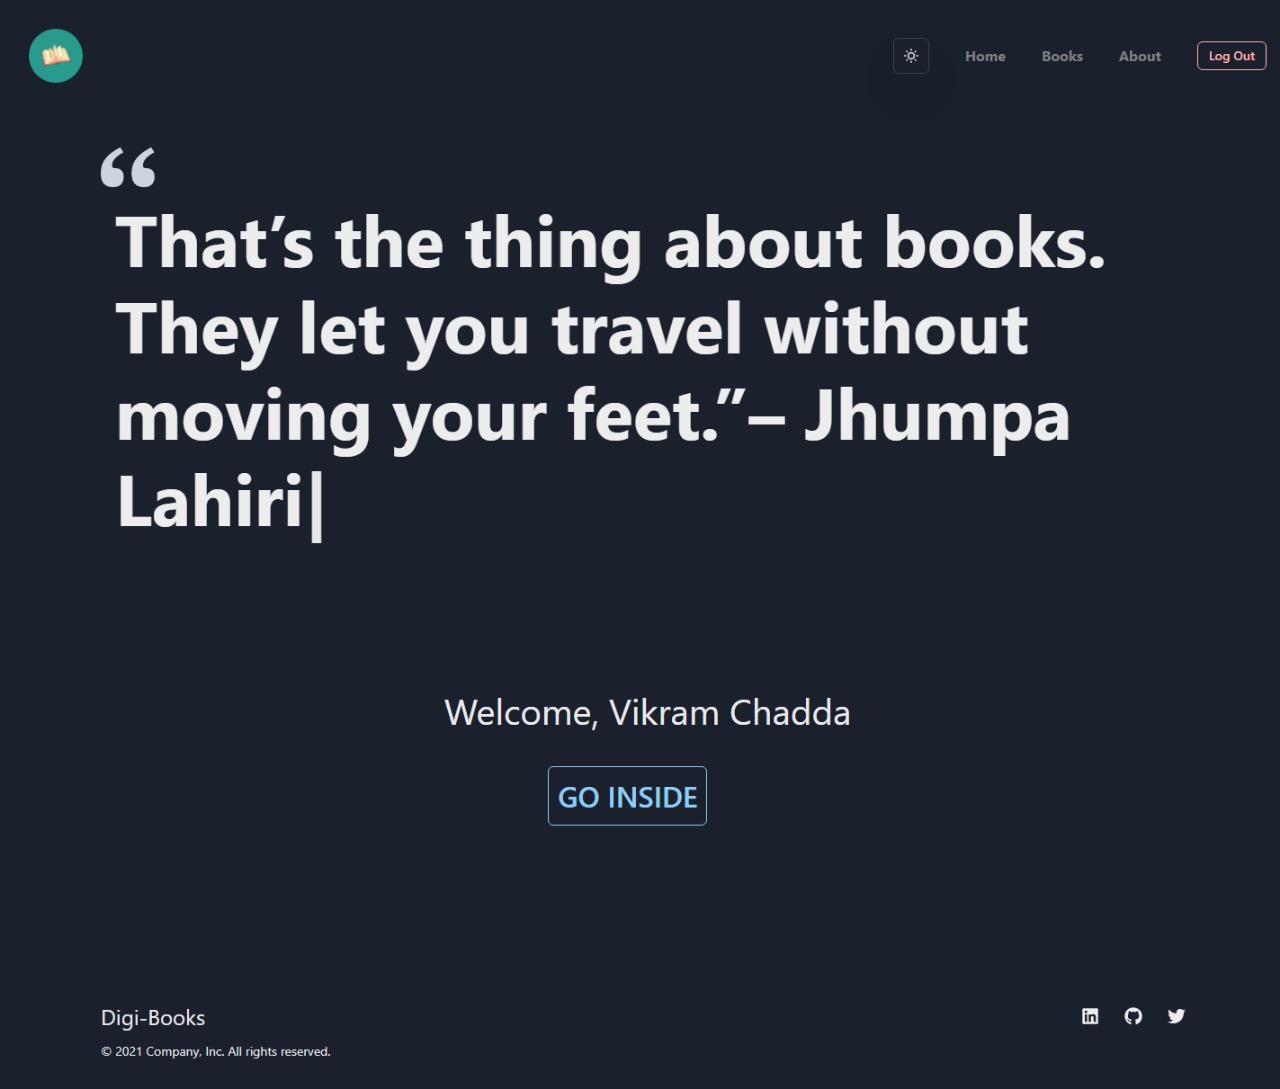 Home Books About Log Out
“
That’s the thing about books.
They let you travel without
moving your feet.”– Jhumpa
Lahiri|
Welcome, Vikram Chadda
GO INSIDE
Digi-Books
© 2021 Company, Inc. All rights reserved.